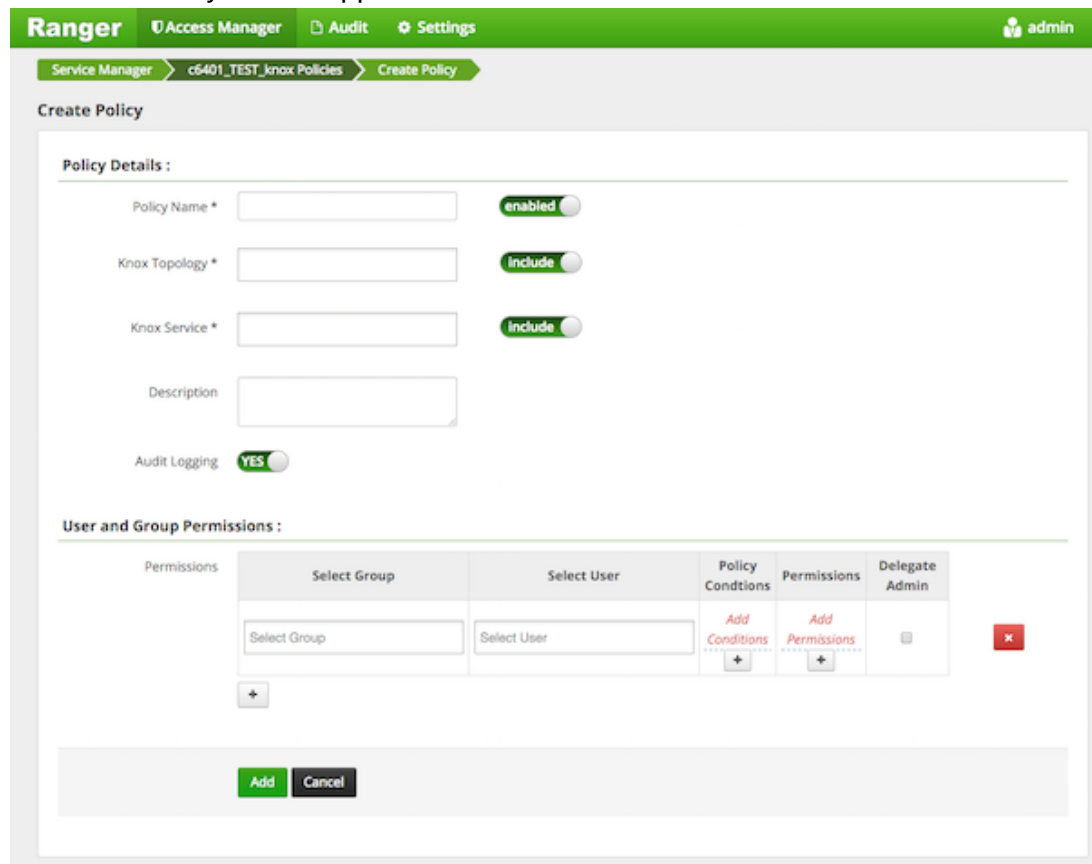 Ranger Access Manager Audit Settings admin
Service Manager c6401_TEST_knox Policies Create Policy
Create Policy
Policy Details :
Policy Name * enabled
Knox Topology * include
Knox Service * include
Description
Audit Logging YES
User and Group Permissions :
Permissions Select Group Select User Policy Condtions Permissions Delegate Admin
Select Group Select User Add Conditions + Add Permissions + ×
+
Add Cancel